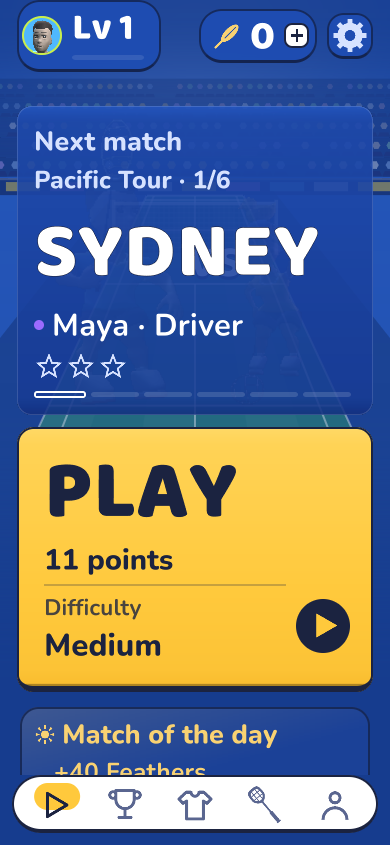 Lv 1
0
Next match
Pacific Tour · 1/6
SYDNEY
Maya · Driver
PLAY
11 points
Difficulty
Medium
Match of the day
+40 Feathers